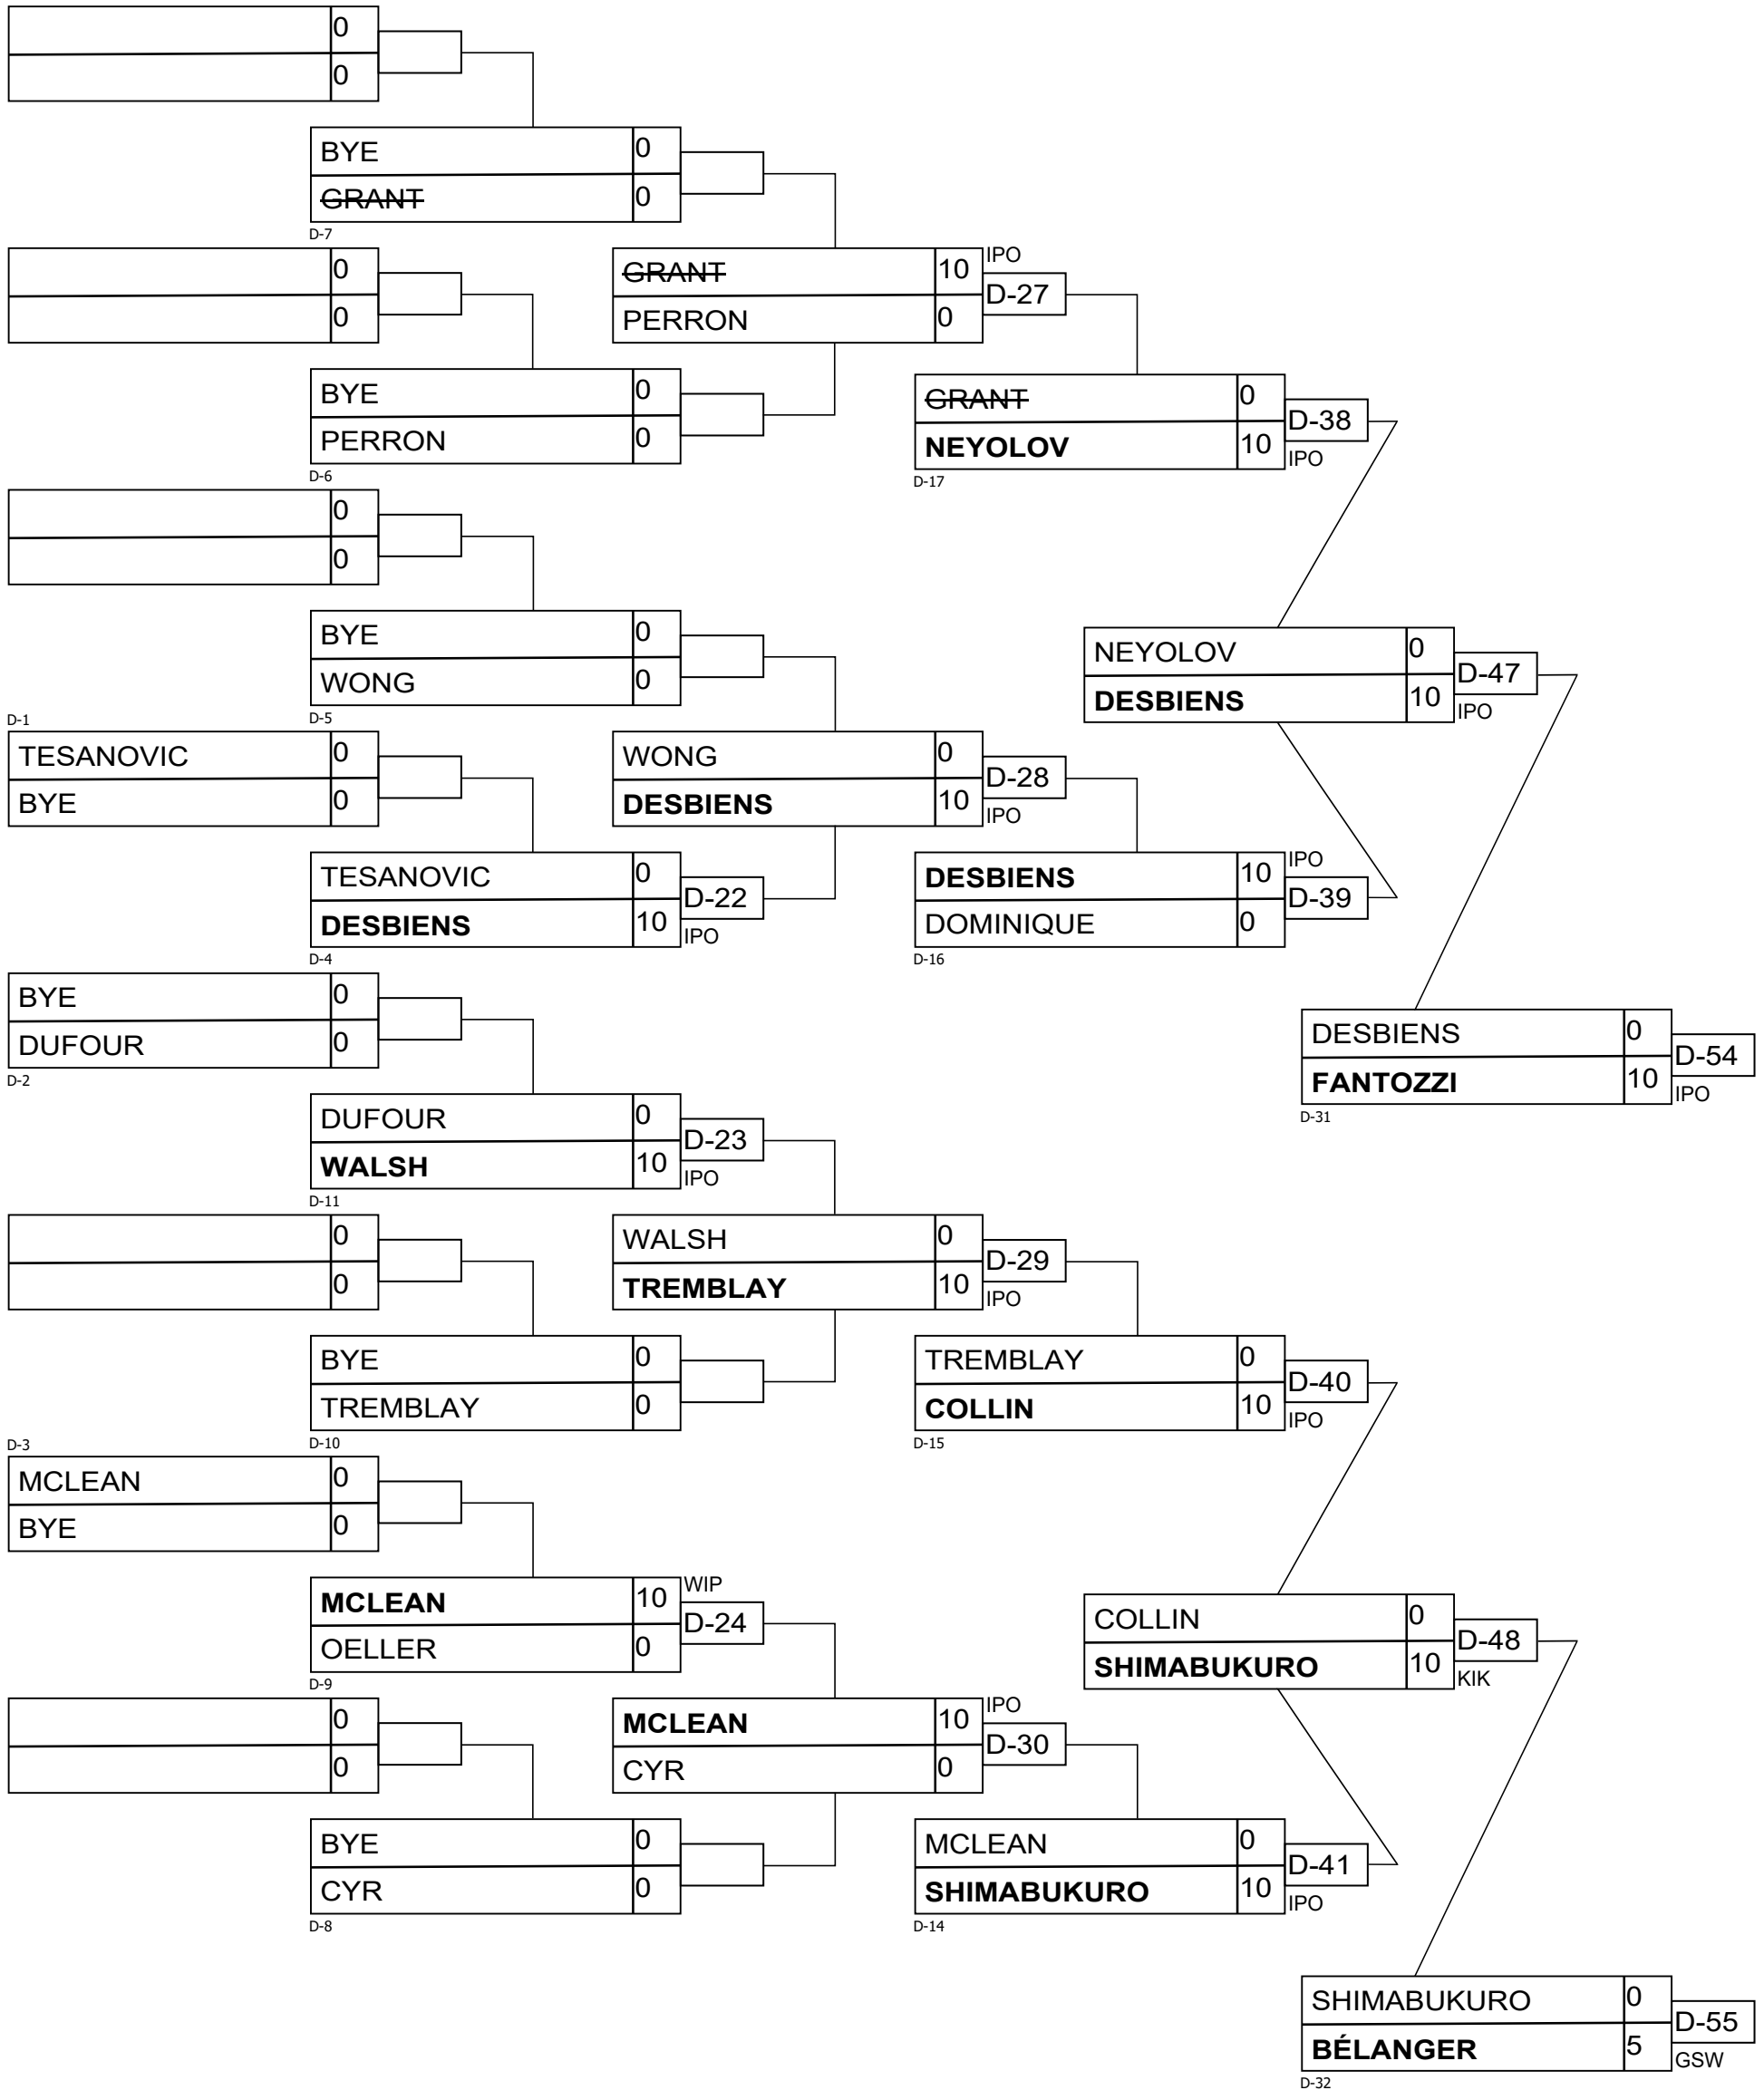 0
0
BYE 0
GRANT 0
D-7
0
0
GRANT 10 IPO
D-27
PERRON 0
BYE 0
PERRON 0
D-6
GRANT 0
D-38
NEYOLOV 10 IPO
D-17
0
0
BYE 0
WONG 0
D-5
NEYOLOV 0
D-47
DESBIENS 10 IPO
D-1
TESANOVIC 0
BYE 0
WONG 0
D-28
DESBIENS 10 IPO
TESANOVIC 0
D-22
DESBIENS 10 IPO
D-4
DESBIENS 10 IPO
D-39
DOMINIQUE 0
D-16
BYE 0
DUFOUR 0
D-2
DESBIENS 0
D-54
FANTOZZI 10 IPO
D-31
DUFOUR 0
D-23
WALSH 10 IPO
D-11
0
0
WALSH 0
D-29
TREMBLAY 10 IPO
BYE 0
TREMBLAY 0
D-10
TREMBLAY 0
D-40
COLLIN 10 IPO
D-15
D-3
MCLEAN 0
BYE 0
MCLEAN 10 WIP
D-24
OELLER 0
D-9
COLLIN 0
D-48
SHIMABUKURO 10 KIK
0
0
MCLEAN 10 IPO
D-30
CYR 0
BYE 0
CYR 0
D-8
MCLEAN 0
D-41
SHIMABUKURO 10 IPO
D-14
SHIMABUKURO 0
D-55
BÉLANGER 5 GSW
D-32